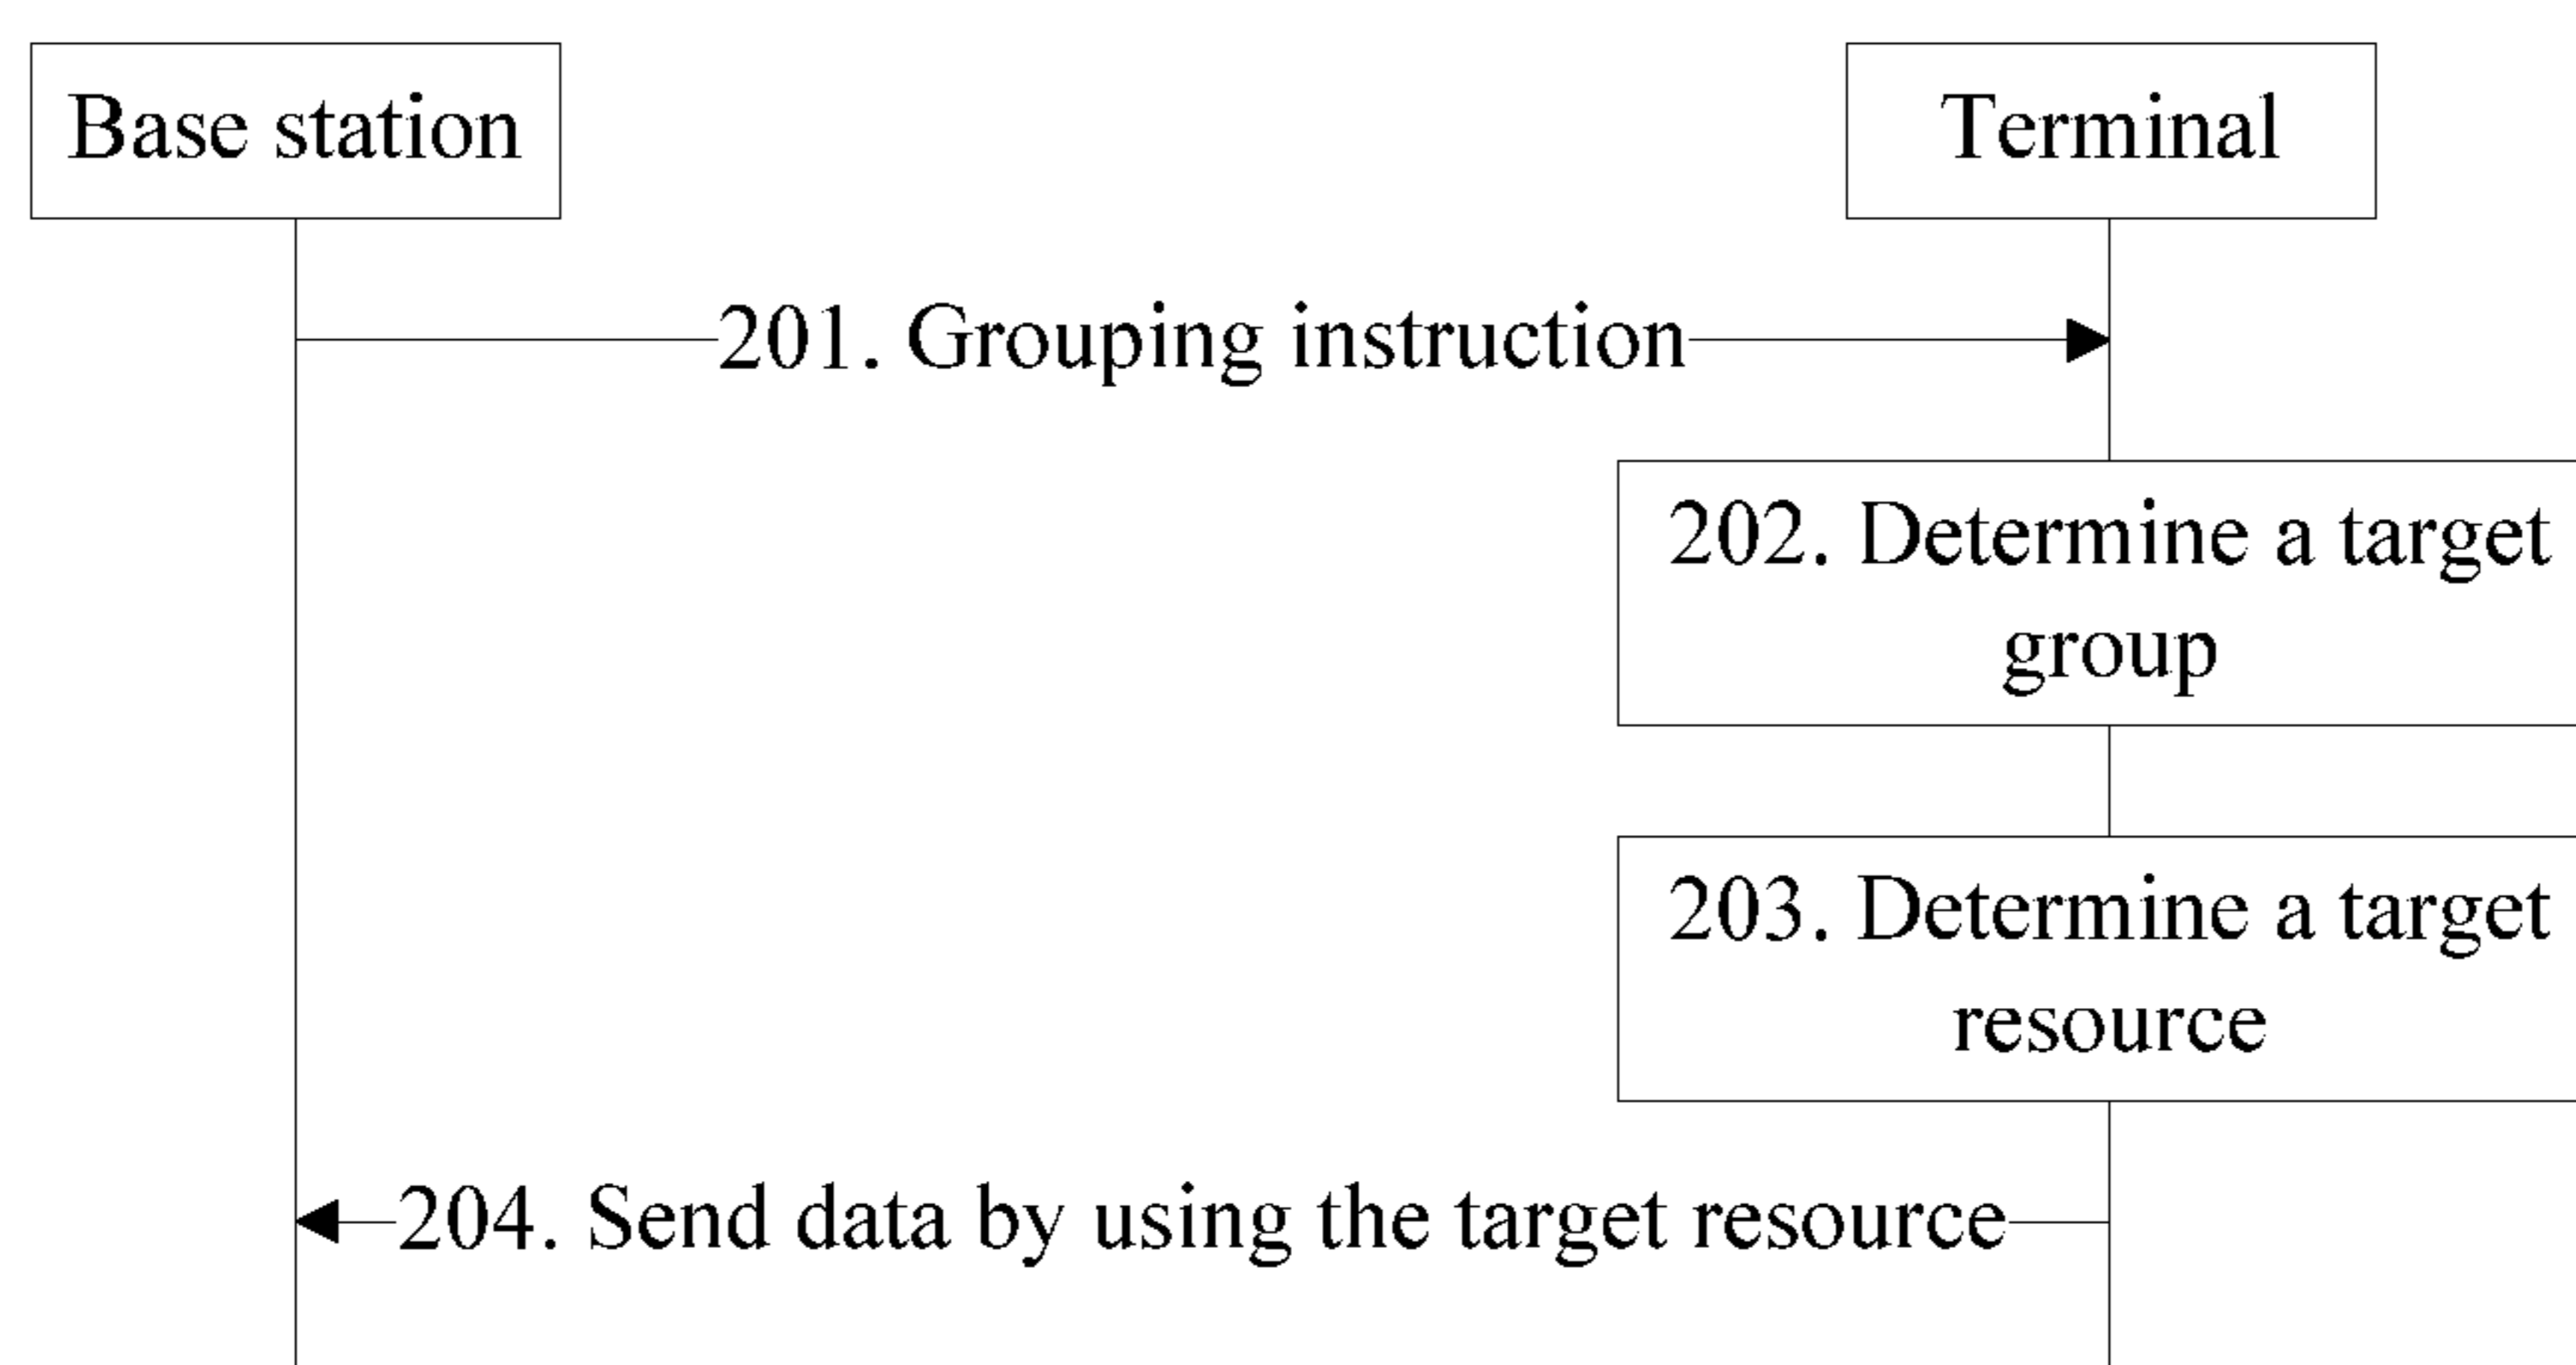 Base station
Terminal
201. Grouping instruction
202. Determine a target
group
203. Determine a target
resource
204. Send data by using the target resource